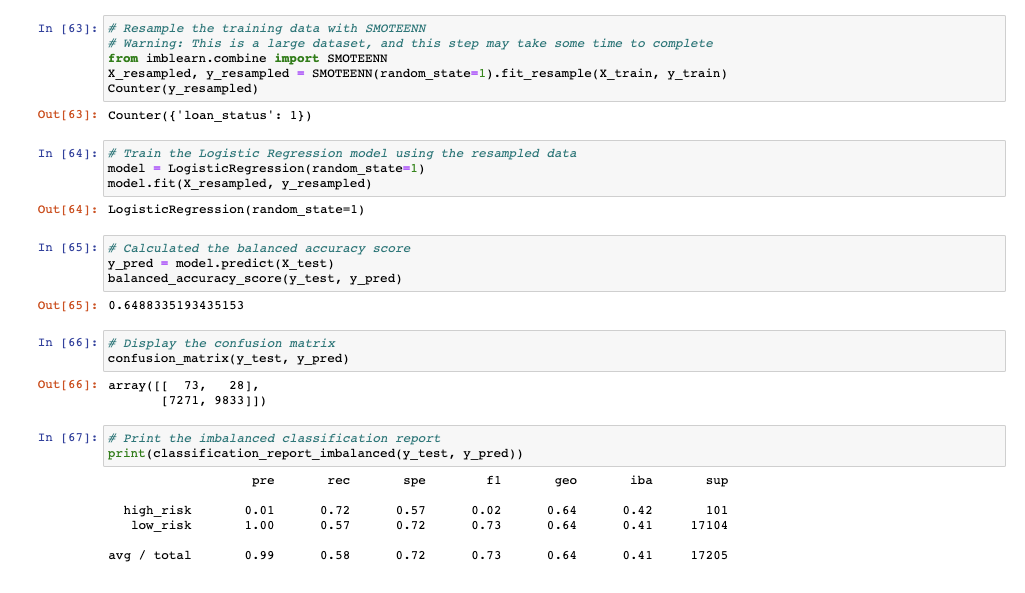 In [63]: # Resample the training data with SMOTEENN
# Warning: This is a large dataset, and this step may take some time to complete
from imblearn.combine import SMOTEENN
X_resampled, y_resampled = SMOTEENN(random_state=1).fit_resample(X_train, y_train)
Counter(y_resampled)
Out[63]: Counter({'loan_status': 1})
In [64]: # Train the Logistic Regression model using the resampled data
model = LogisticRegression(random_state=1)
model.fit(X_resampled, y_resampled)
Out[64]: LogisticRegression(random_state=1)
In [65]: # Calculated the balanced accuracy score
y_pred = model.predict(X_test)
balanced_accuracy_score(y_test, y_pred)
Out[65]: 0.6488335193435153
In [66]: # Display the confusion matrix
confusion_matrix(y_test, y_pred)
Out[66]: array([[  73,   28],
[7271, 9833]])
In [67]: # Print the imbalanced classification report
print(classification_report_imbalanced(y_test, y_pred))
pre rec spe f1 geo iba sup
high_risk 0.01 0.72 0.57 0.02 0.64 0.42 101
low_risk 1.00 0.57 0.72 0.73 0.64 0.41 17104
avg / total 0.99 0.58 0.72 0.73 0.64 0.41 17205